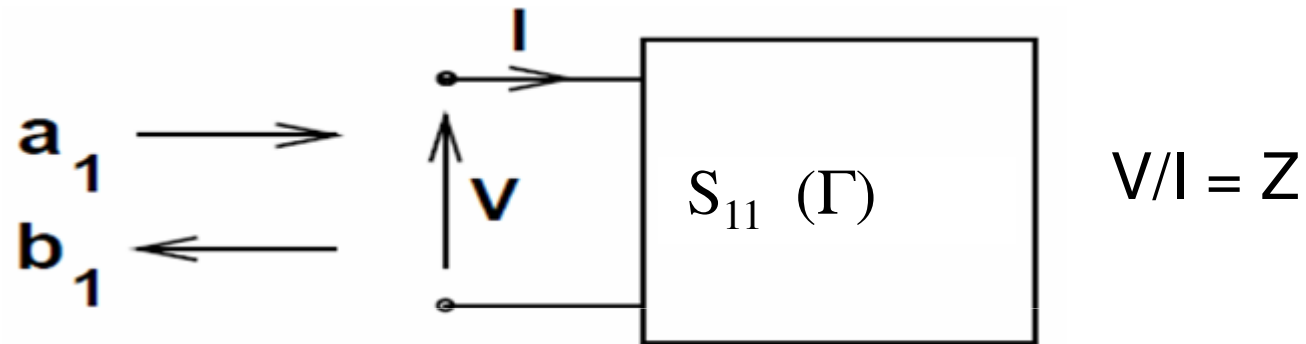 I
a₁
b₁
V
S₁₁ (Γ)
V/I = Z